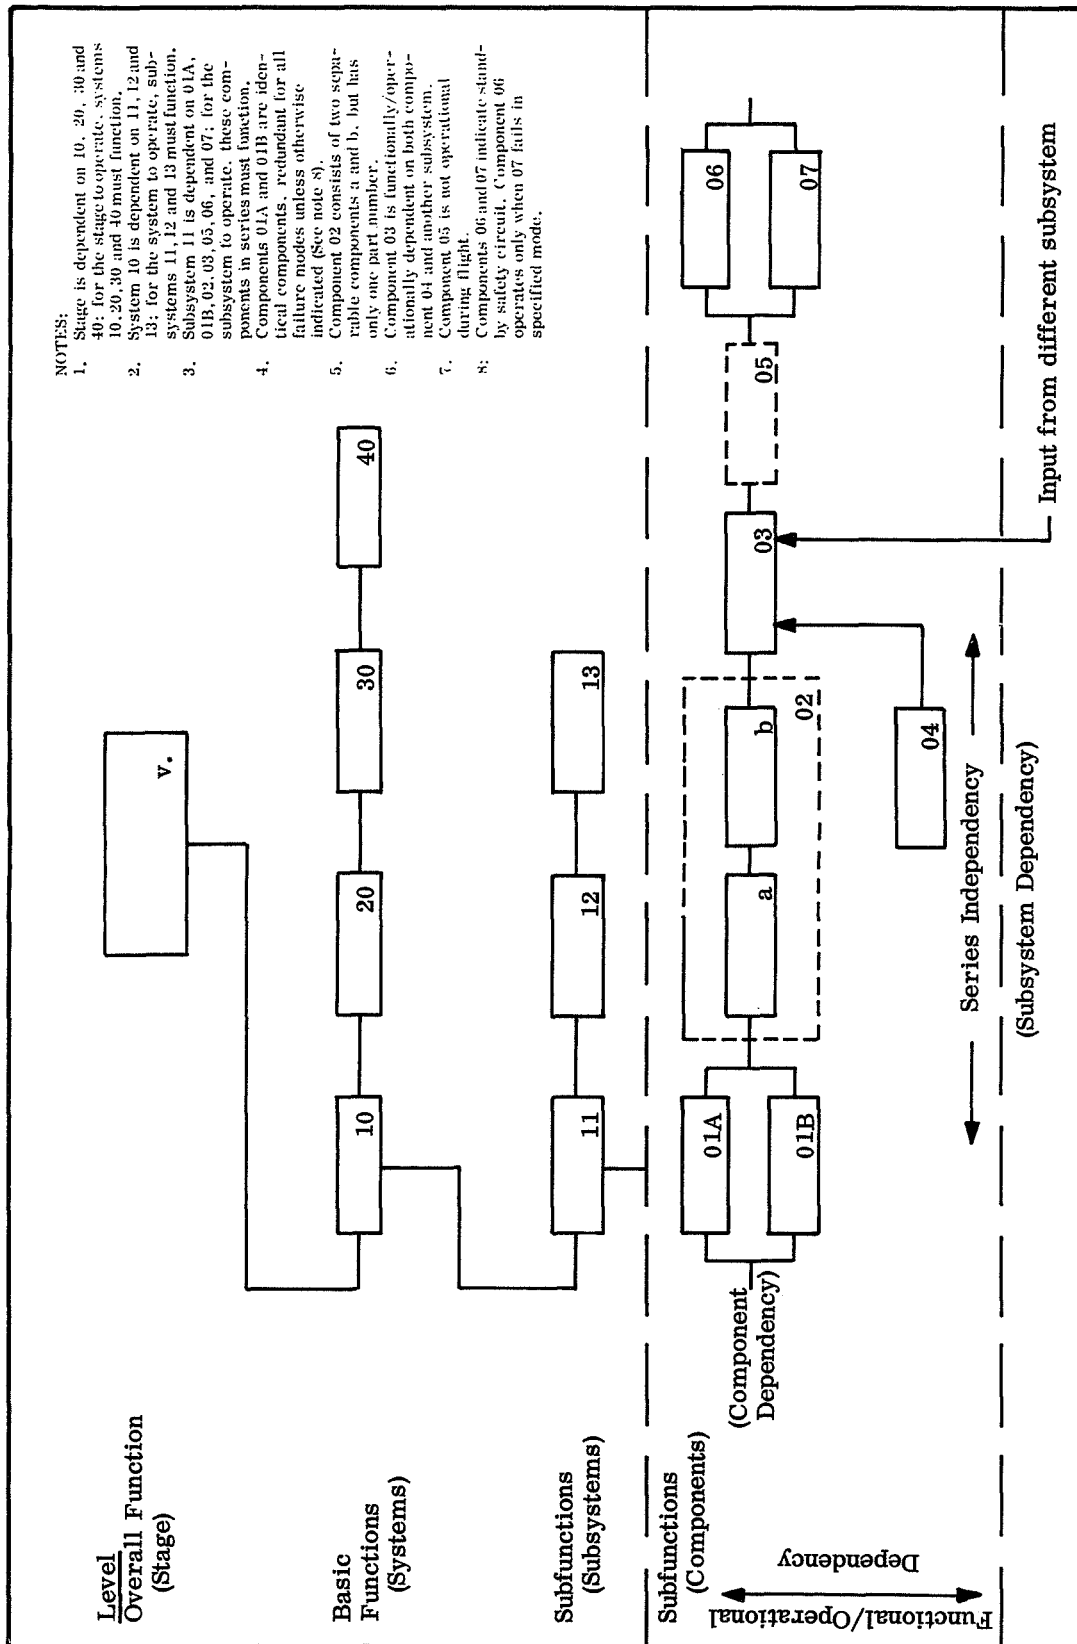 NOTES:
1. Stage is dependent on 10, 20, 30 and
40; for the stage to operate, systems
10, 20, 30 and 40 must function.
2. System 10 is dependent on 11, 12 and
13; for the system to operate, sub-
systems 11, 12 and 13 must function.
3. Subsystem 11 is dependent on 01A,
01B, 02, 03, 05, 06, and 07; for the
subsystem to operate, these com-
ponents in series must function.
4. Components 01A and 01B are iden-
tical components, redundant for all
failure modes unless otherwise
indicated (See note 8).
5. Component 02 consists of two sepa-
rable components a and b, but has
only one part number.
6. Component 03 is functionally/oper-
ationally dependent on both compo-
nent 04 and another subsystem.
7. Component 05 is not operational
during flight.
8: Components 06 and 07 indicate stand-
by safety circuit. Component 06
operates only when 07 fails in
specified mode.
Level
Overall Function
(Stage)
v.
Basic
Functions
(Systems)
10
20
30
40
Subfunctions
(Subsystems)
11
12
13
Subfunctions
(Components)
(Component
Dependency)
01A
01B
a
b
02
03
04
05
06
07
Functional/Operational
Dependency
Series Independency
(Subsystem Dependency)
Input from different subsystem